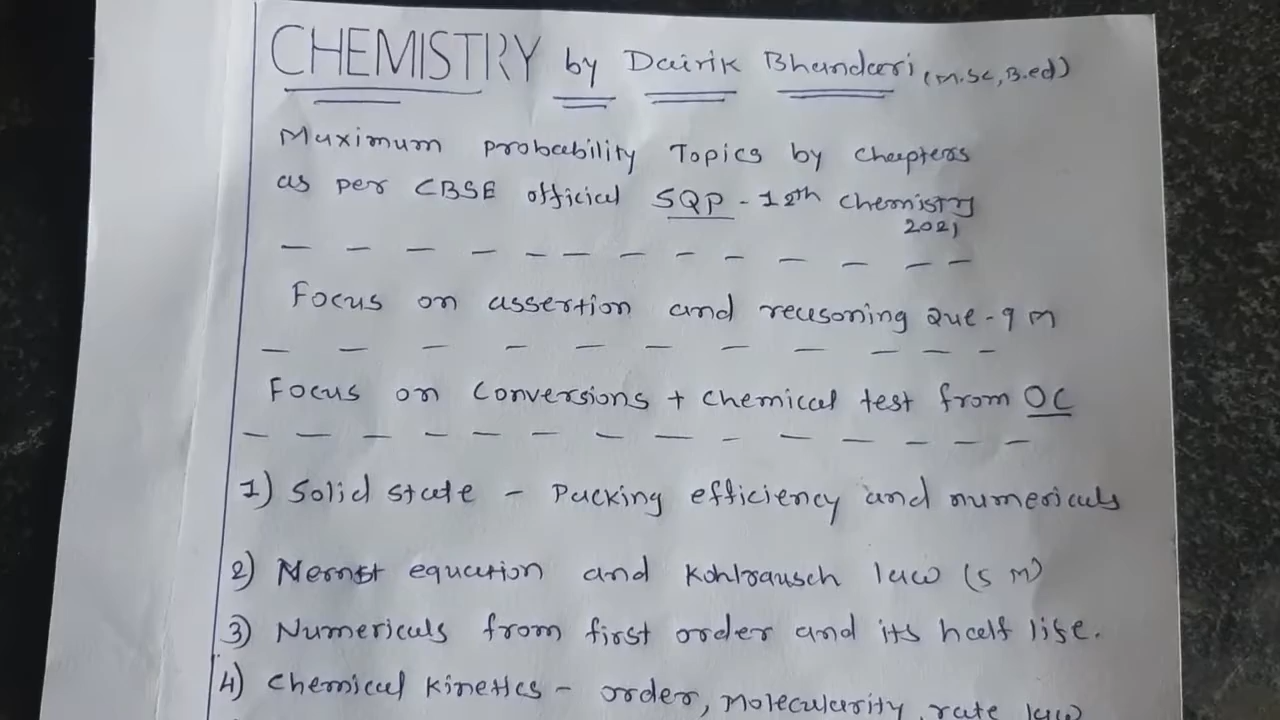 CHEMISTRY by Dairik Bhandari (M.Sc, B.ed)
Maximum probability Topics by chapters
as per CBSE official SQP - 12th chemistry
2021
Focus on assertion and reasoning Que - 9 M
Focus on conversions + chemical test from OC
1) Solid state - Packing efficiency and numericals
2) Nernst equation and Kohlrausch law (5 M)
3) Numericals from first order and its half life.
4) Chemical Kinetics - order, Molecularity, rate law